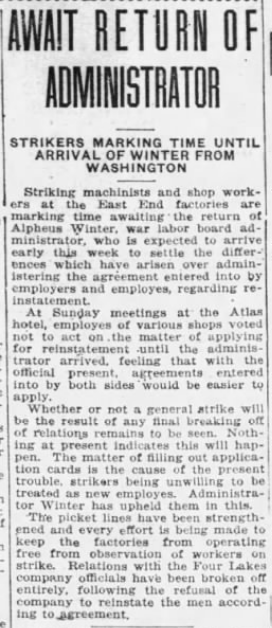 AWAIT RETURN OF
ADMINISTRATOR
STRIKERS MARKING TIME UNTIL
ARRIVAL OF WINTER FROM
WASHINGTON
Striking machinists and shop work-
ers at the East End factories are
marking time awaiting the return of
Alpheus Winter, war labor board ad-
ministrator, who is expected to arrive
early this week to settle the differ-
ences which have arisen over admin-
istering the agreement entered into by
employers and employes, regarding re-
instatement.
At Sunday meetings at the Atlas
hotel, employes of various shops voted
not to act on the matter of applying
for reinstatement until the adminis-
trator arrived, feeling that with the
official present, agreements entered
into by both sides would be easier to
apply.
Whether or not a general strike will
be the result of any final breaking off
of relations remains to be seen. Noth-
ing at present indicates this will hap-
pen. The matter of filling out applica-
tion cards is the cause of the present
trouble, strikers being unwilling to be
treated as new employes. Administra-
tor Winter has upheld them in this.
The picket lines have been strength-
ened and every effort is being made to
keep the factories from operating
free from observation of workers on
strike. Relations with the Four Lakes
company officials have been broken off
entirely, following the refusal of the
company to reinstate the men accord-
ing to agreement.